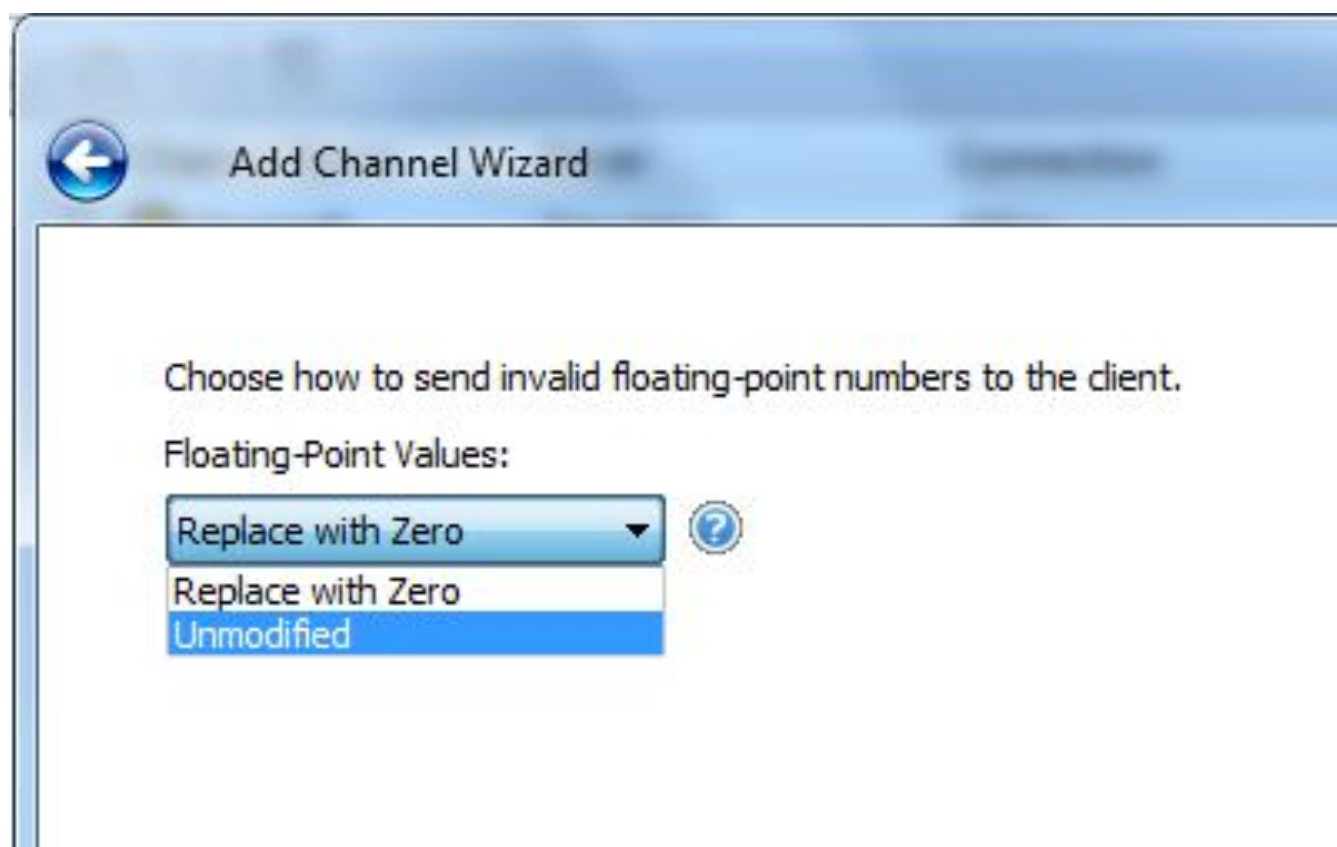 Add Channel Wizard
Choose how to send invalid floating-point numbers to the client.
Floating-Point Values:
Replace with Zero
Replace with Zero
Unmodified